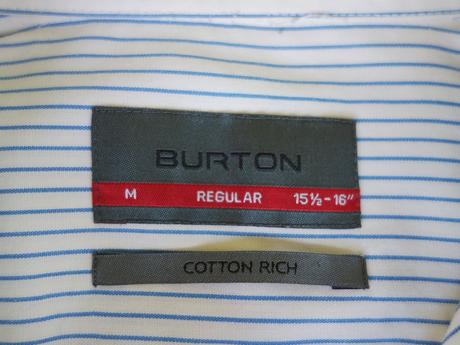 BURTON
M REGULAR 15½-16"
COTTON RICH